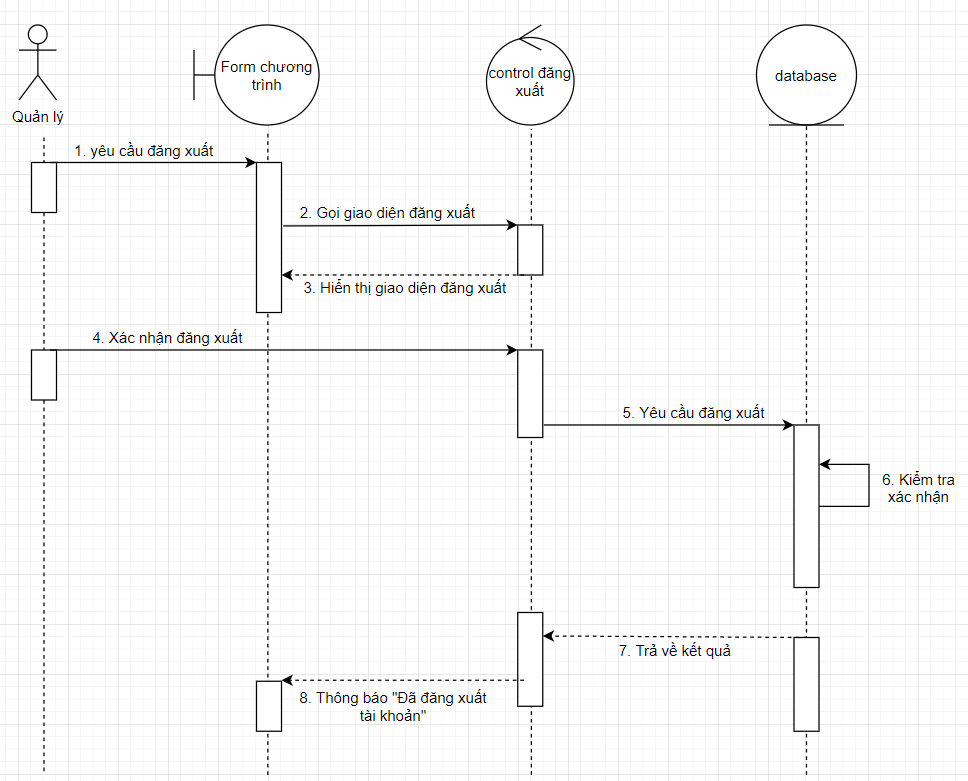 Form chương
trình
control đăng
xuất
database
Quản lý
1. yêu cầu đăng xuất
2. Gọi giao diện đăng xuất
3. Hiển thị giao diện đăng xuất
4. Xác nhận đăng xuất
5. Yêu cầu đăng xuất
6. Kiểm tra
xác nhận
7. Trả về kết quả
8. Thông báo "Đã đăng xuất
tài khoản"